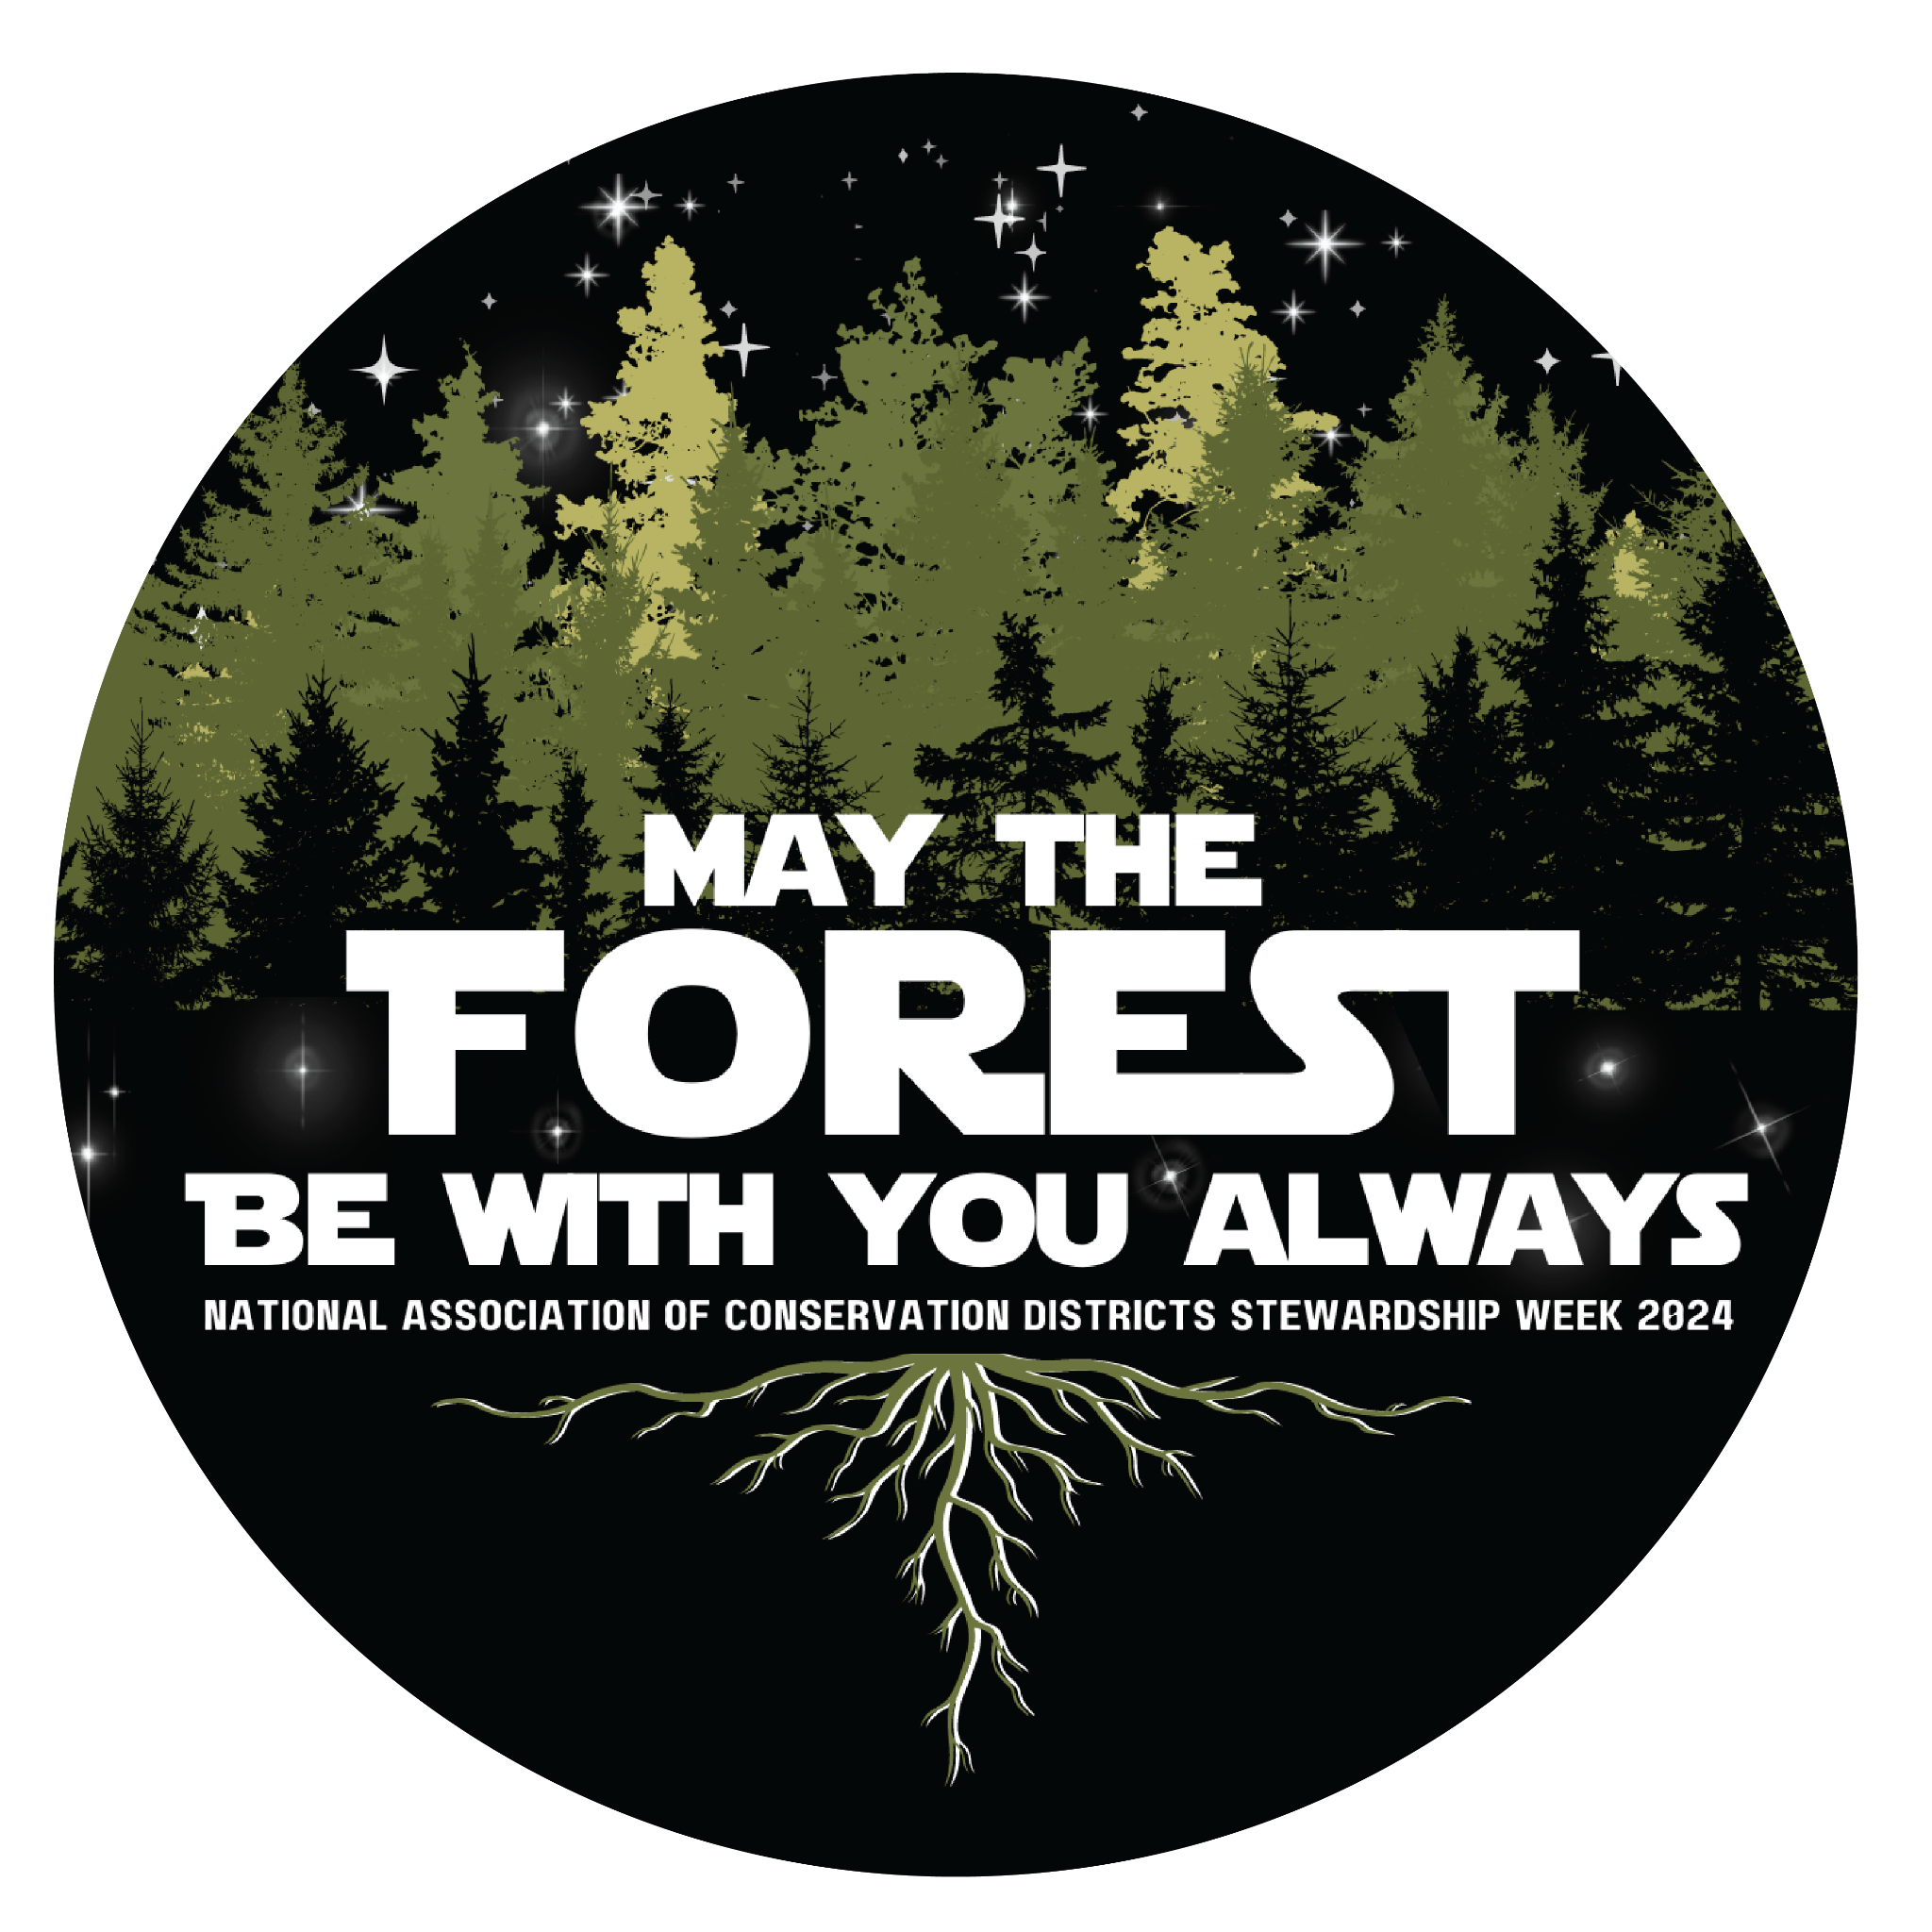 MAY THE
FOREST
BE WITH YOU ALWAYS
NATIONAL ASSOCIATION OF CONSERVATION DISTRICTS STEWARDSHIP WEEK 2024